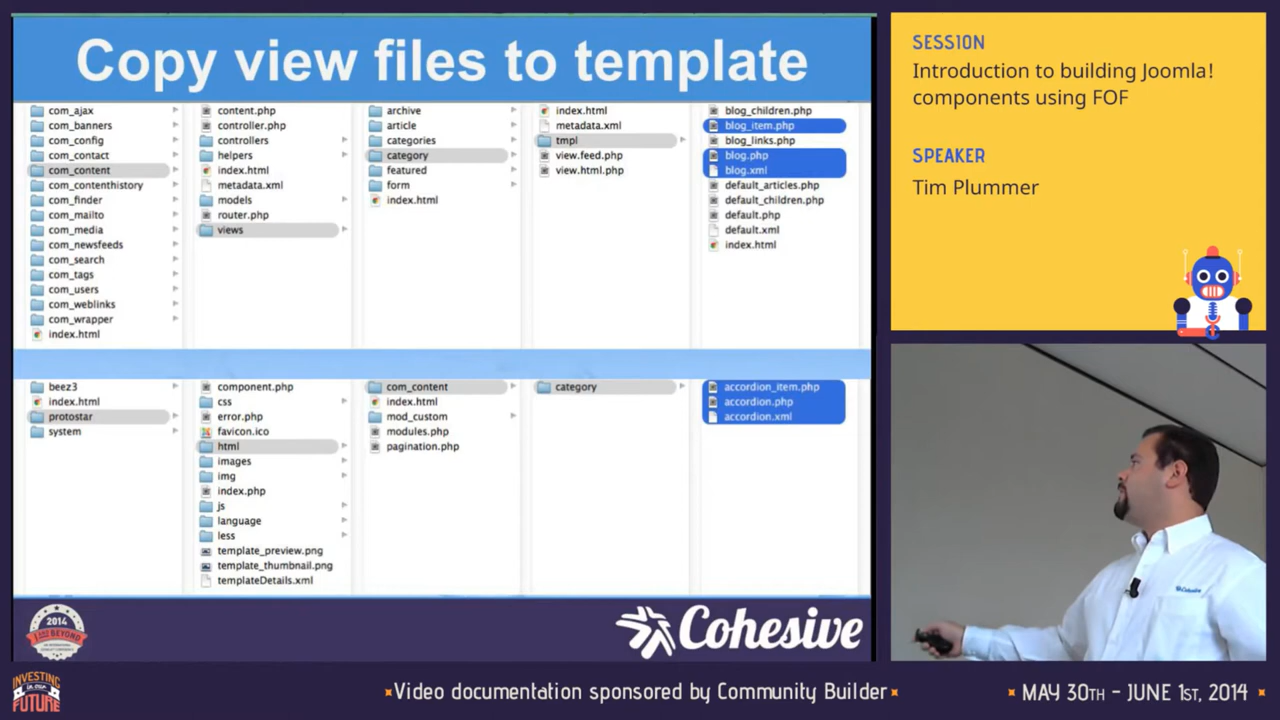 Copy view files to template
com_ajax
com_banners
com_config
com_contact
com_content
com_contenthistory
com_finder
com_mailto
com_media
com_newsfeeds
com_search
com_tags
com_users
com_weblinks
com_wrapper
index.html
content.php
controller.php
controllers
helpers
index.html
metadata.xml
models
router.php
views
archive
article
categories
category
featured
form
index.html
index.html
metadata.xml
tmpl
view.feed.php
view.html.php
blog_children.php
blog_item.php
blog_links.php
blog.php
blog.xml
default_articles.php
default_children.php
default.php
default.xml
index.html
beez3
index.html
protostar
system
component.php
css
error.php
favicon.ico
html
images
img
index.php
js
language
less
template_preview.png
template_thumbnail.png
templateDetails.xml
com_content
index.html
mod_custom
modules.php
pagination.php
category
accordion_item.php
accordion.php
accordion.xml
2014
Cohesive
SESSION
Introduction to building Joomla!
components using FOF
SPEAKER
Tim Plummer
Cohesive
INVESTING
in our
FUTURE
Video documentation sponsored by Community Builder
MAY 30TH - JUNE 1ST, 2014